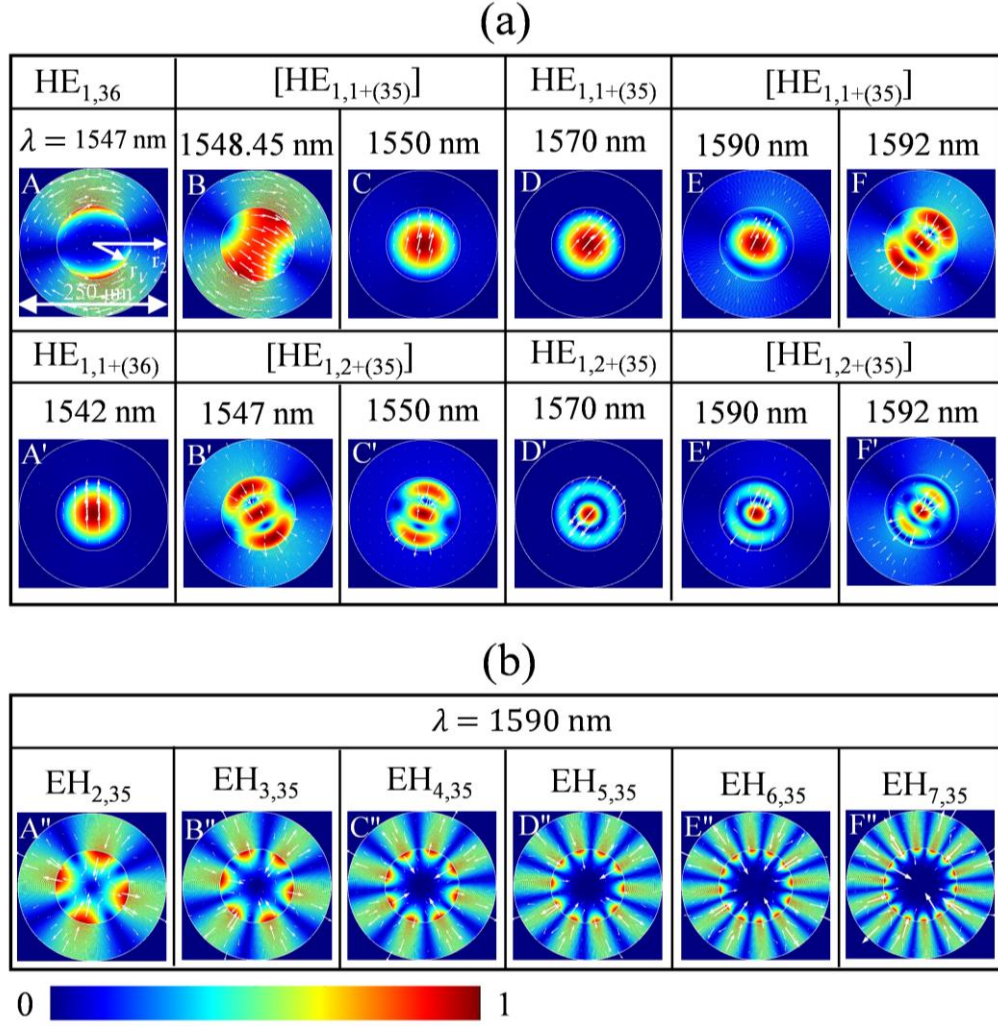 (a)
HE1,36 [HE1,1+(35)] HE1,1+(35) [HE1,1+(35)]
λ = 1547 nm 1548.45 nm 1550 nm 1570 nm 1590 nm 1592 nm
A B C D E F
r1 r2
250 μm
HE1,1+(36) [HE1,2+(35)] HE1,2+(35) [HE1,2+(35)]
1542 nm 1547 nm 1550 nm 1570 nm 1590 nm 1592 nm
A' B' C' D' E' F'
(b)
λ = 1590 nm
EH2,35 EH3,35 EH4,35 EH5,35 EH6,35 EH7,35
A" B" C" D" E" F"
0 1